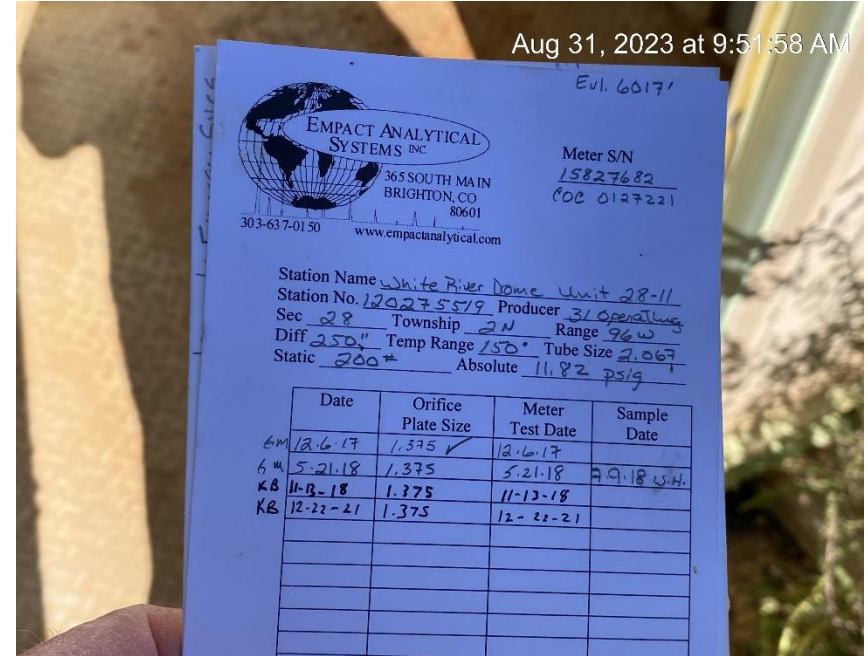 Aug 31, 2023 at 9:51:58 AM
Evl. 6017'
EMPACT ANALYTICAL
SYSTEMS INC
365 SOUTH MAIN
BRIGHTON, CO
80601
303-637-0150 www.empactanalytical.com
Meter S/N
15827682
COC 0127221
Station Name White River Dome Unit 28-11
Station No. 120275519 Producer 31 Operating
Sec 28 Township 2N Range 96W
Diff 250" Temp Range 150° Tube Size 2.067
Static 200# Absolute 11.82 psig
Date Orifice Plate Size Meter Test Date Sample Date
GM 12.6.17 1.375 ✓ 12.6.17
GM 5.21.18 1.375 5.21.18 .9.18 W.H.
KB 11-13-18 1.375 11-13-18
KB 12-22-21 1.375 12-22-21